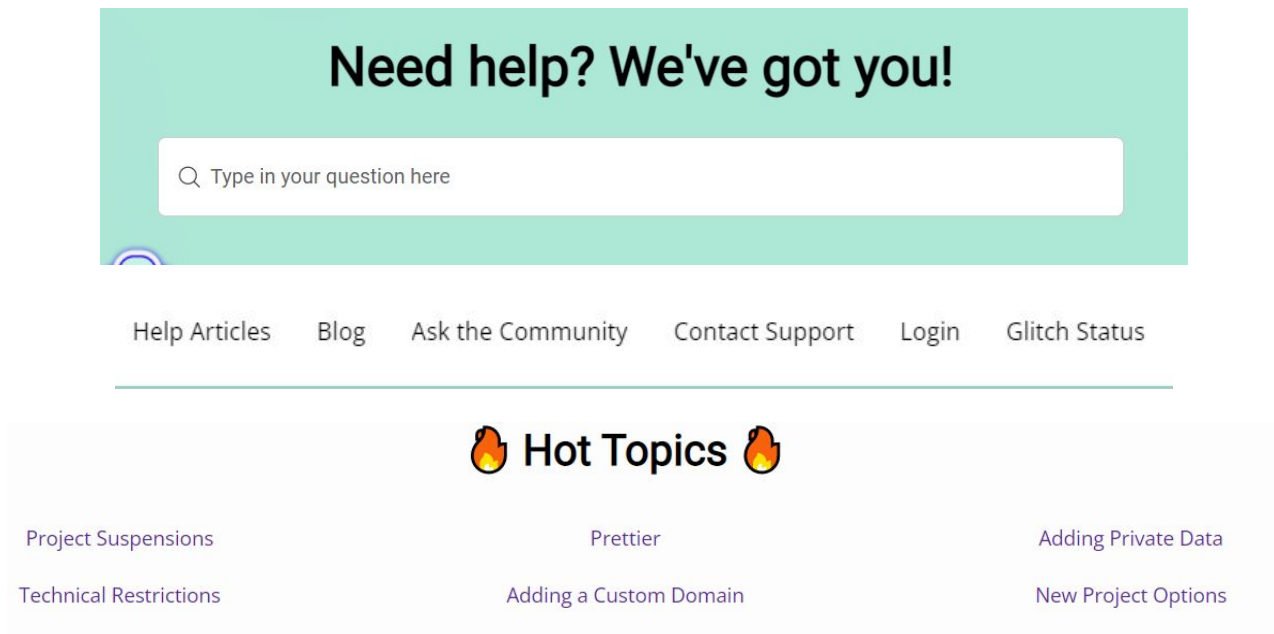 Need help? We've got you!
Type in your question here
Help Articles Blog Ask the Community Contact Support Login Glitch Status
Hot Topics
Project Suspensions Prettier Adding Private Data
Technical Restrictions Adding a Custom Domain New Project Options